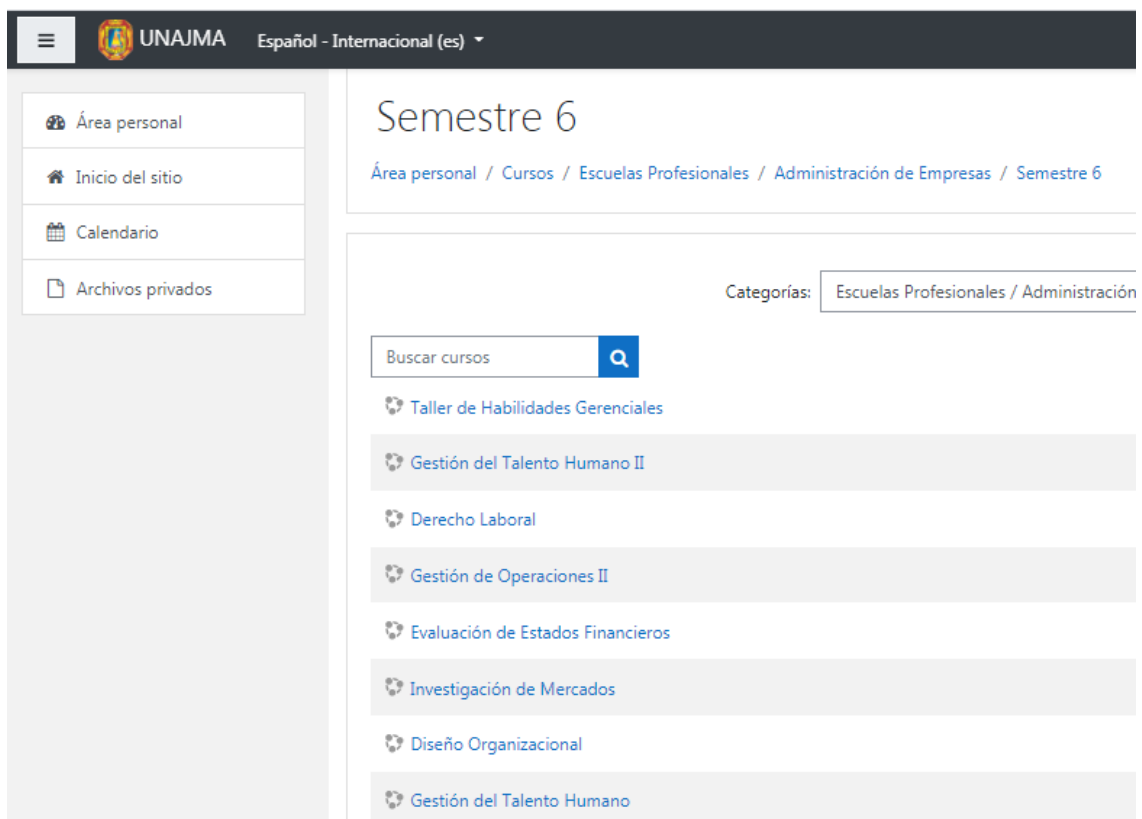 UNAJMA Español - Internacional (es)
Área personal
Inicio del sitio
Calendario
Archivos privados
Semestre 6
Área personal / Cursos / Escuelas Profesionales / Administración de Empresas / Semestre 6
Categorías: Escuelas Profesionales / Administración
Buscar cursos
Taller de Habilidades Gerenciales
Gestión del Talento Humano II
Derecho Laboral
Gestión de Operaciones II
Evaluación de Estados Financieros
Investigación de Mercados
Diseño Organizacional
Gestión del Talento Humano